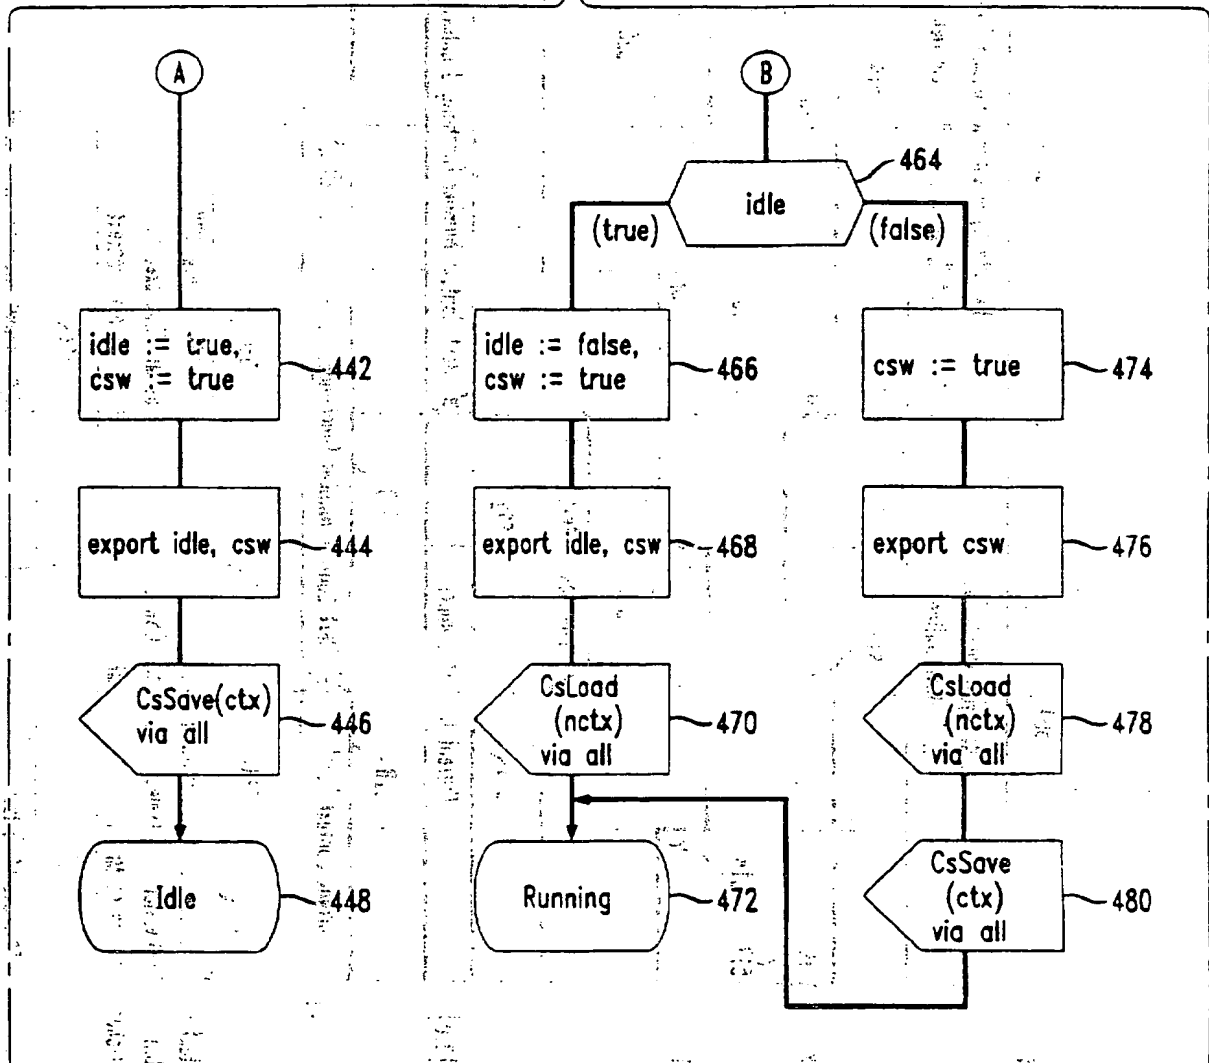 A
idle := true,
csw := true
442
export idle, csw
444
CsSave(ctx)
via all
446
Idle
448
B
idle
464
(true)
(false)
idle := false,
csw := true
466
export idle, csw
468
CsLoad
(nctx)
via all
470
Running
472
csw := true
474
export csw
476
CsLoad
(nctx)
via all
478
CsSave
(ctx)
via all
480